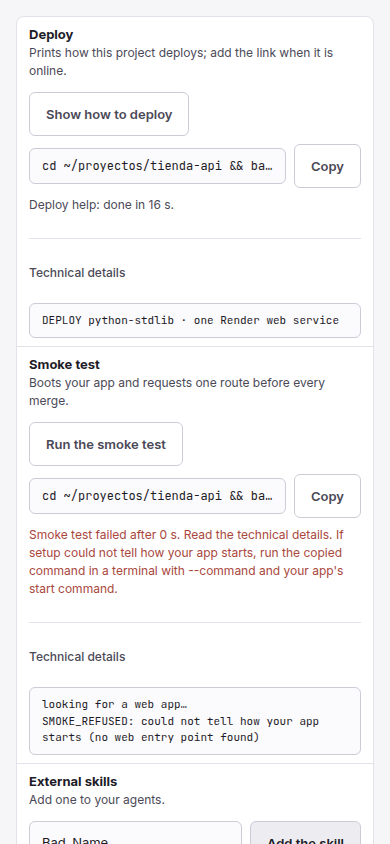 Deploy
Prints how this project deploys; add the link when it is
online.
Show how to deploy
cd ~/proyectos/tienda-api && ba…
Copy
Deploy help: done in 16 s.
Technical details
DEPLOY python-stdlib · one Render web service
Smoke test
Boots your app and requests one route before every
merge.
Run the smoke test
cd ~/proyectos/tienda-api && ba…
Copy
Smoke test failed after 0 s. Read the technical details. If
setup could not tell how your app starts, run the copied
command in a terminal with --command and your app's
start command.
Technical details
looking for a web app…
SMOKE_REFUSED: could not tell how your app
starts (no web entry point found)
External skills
Add one to your agents.
Bad_Name
Add the skill